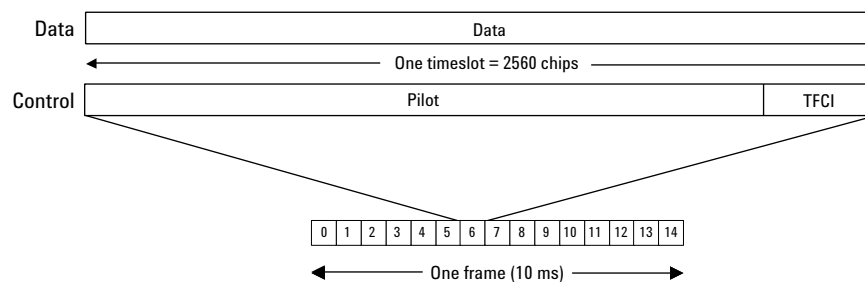 Data Data
One timeslot = 2560 chips
Control Pilot TFCI
0 1 2 3 4 5 6 7 8 9 10 11 12 13 14
One frame (10 ms)